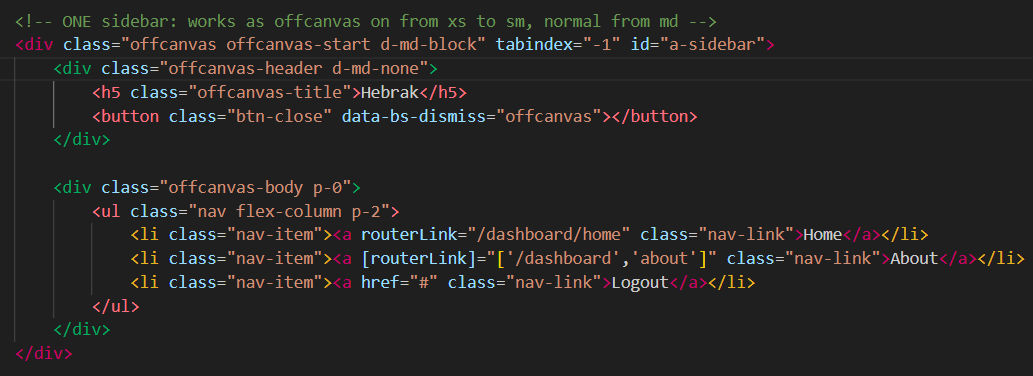 <!-- ONE sidebar: works as offcanvas on from xs to sm, normal from md -->
<div class="offcanvas offcanvas-start d-md-block" tabindex="-1" id="a-sidebar">
    <div class="offcanvas-header d-md-none">
        <h5 class="offcanvas-title">Hebrak</h5>
        <button class="btn-close" data-bs-dismiss="offcanvas"></button>
    </div>

    <div class="offcanvas-body p-0">
        <ul class="nav flex-column p-2">
            <li class="nav-item"><a routerLink="/dashboard/home" class="nav-link">Home</a></li>
            <li class="nav-item"><a [routerLink]="['/dashboard','about']" class="nav-link">About</a></li>
            <li class="nav-item"><a href="#" class="nav-link">Logout</a></li>
        </ul>
    </div>
</div>